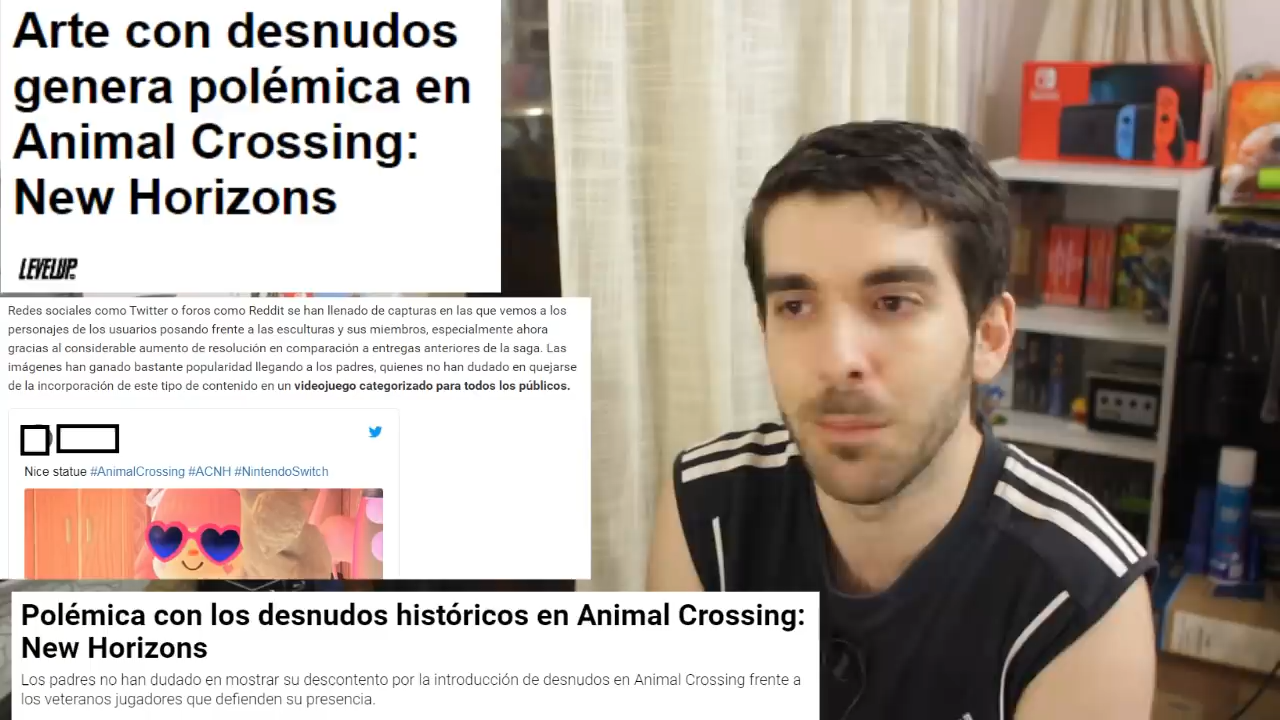 Arte con desnudos
genera polémica en
Animal Crossing:
New Horizons
LEVELUP
Redes sociales como Twitter o foros como Reddit se han llenado de capturas en las que vemos a los
personajes de los usuarios posando frente a las esculturas y sus miembros, especialmente ahora
gracias al considerable aumento de resolución en comparación a entregas anteriores de la saga. Las
imágenes han ganado bastante popularidad llegando a los padres, quienes no han dudado en quejarse
de la incorporación de este tipo de contenido en un videojuego categorizado para todos los públicos.
Nice statue #AnimalCrossing #ACNH #NintendoSwitch
Polémica con los desnudos históricos en Animal Crossing:
New Horizons
Los padres no han dudado en mostrar su descontento por la introducción de desnudos en Animal Crossing frente a
los veteranos jugadores que defienden su presencia.